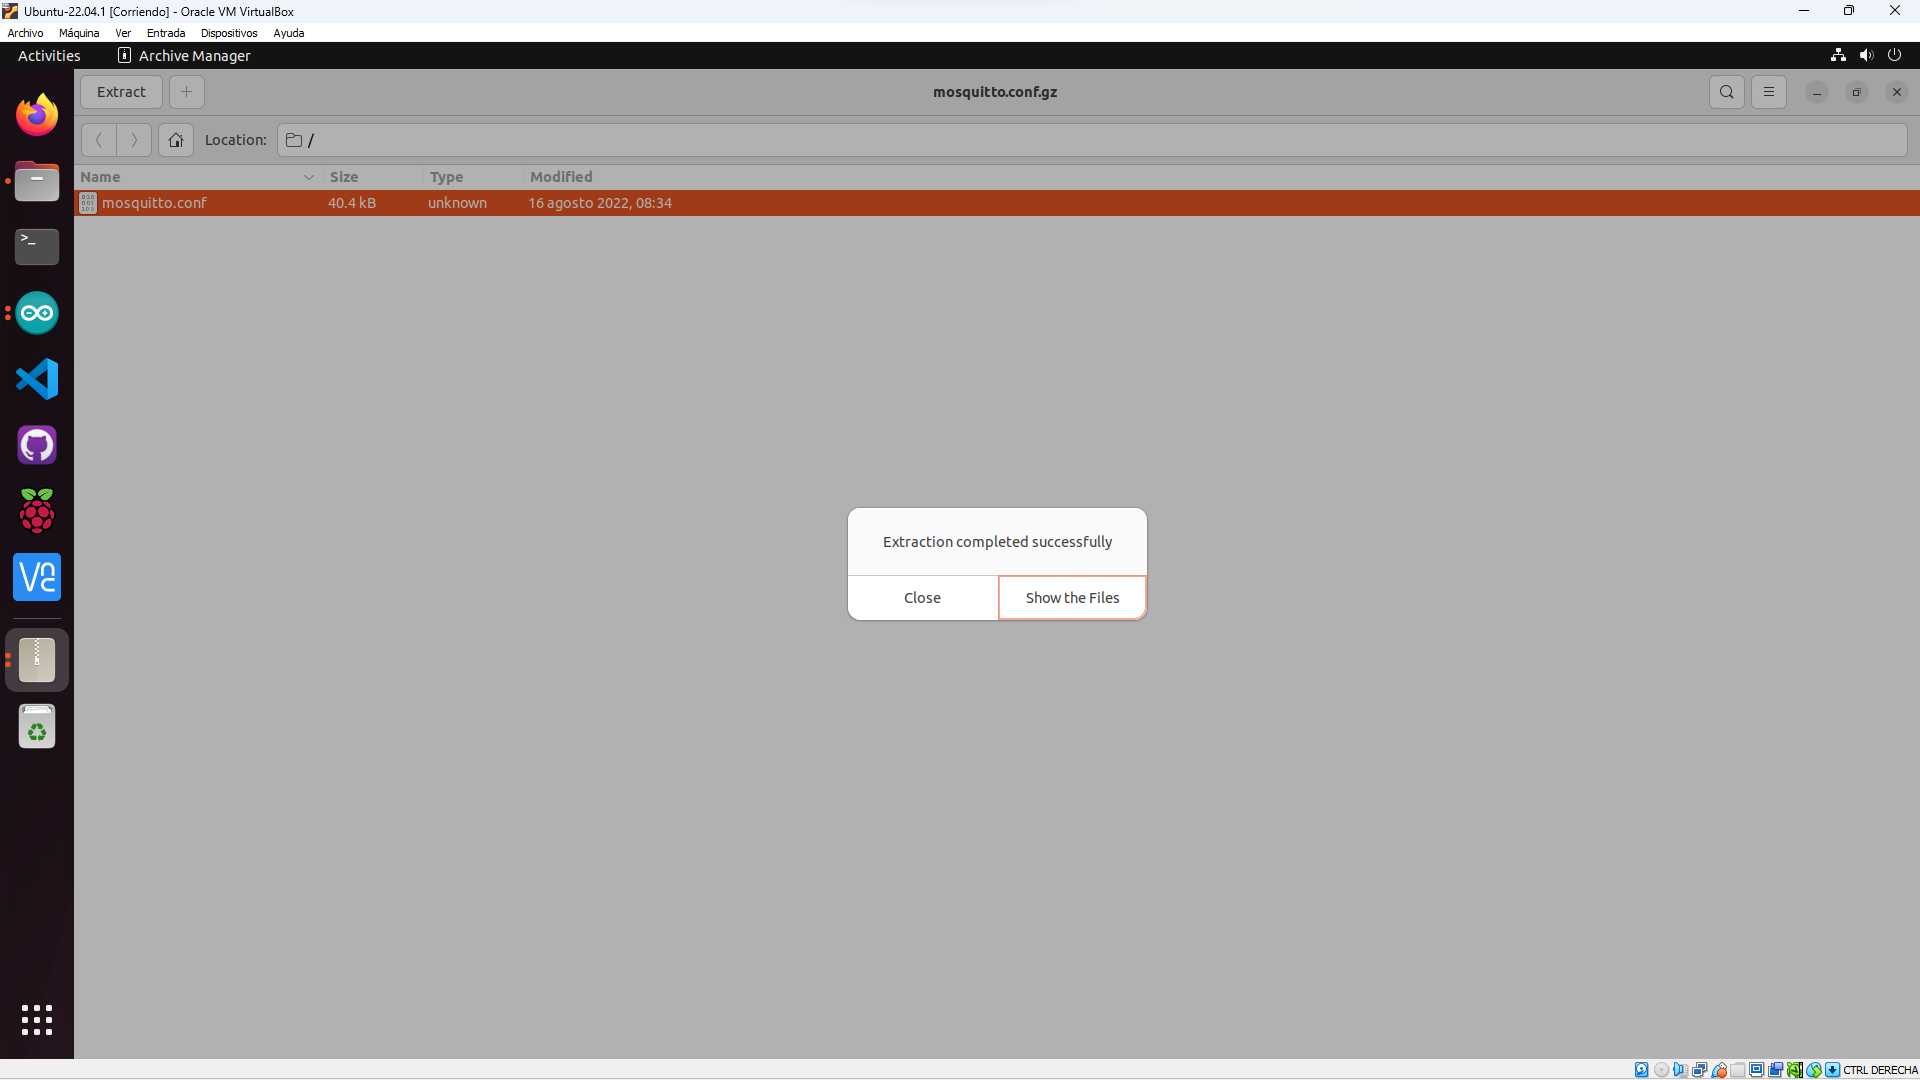 Ubuntu-22.04.1 [Corriendo] - Oracle VM VirtualBox
Archivo Máquina Ver Entrada Dispositivos Ayuda
Activities Archive Manager
Extract mosquitto.conf.gz
Location: /
Name Size Type Modified
mosquitto.conf 40.4 kB unknown 16 agosto 2022, 08:34
Extraction completed successfully
Close Show the Files
CTRL DERECHA